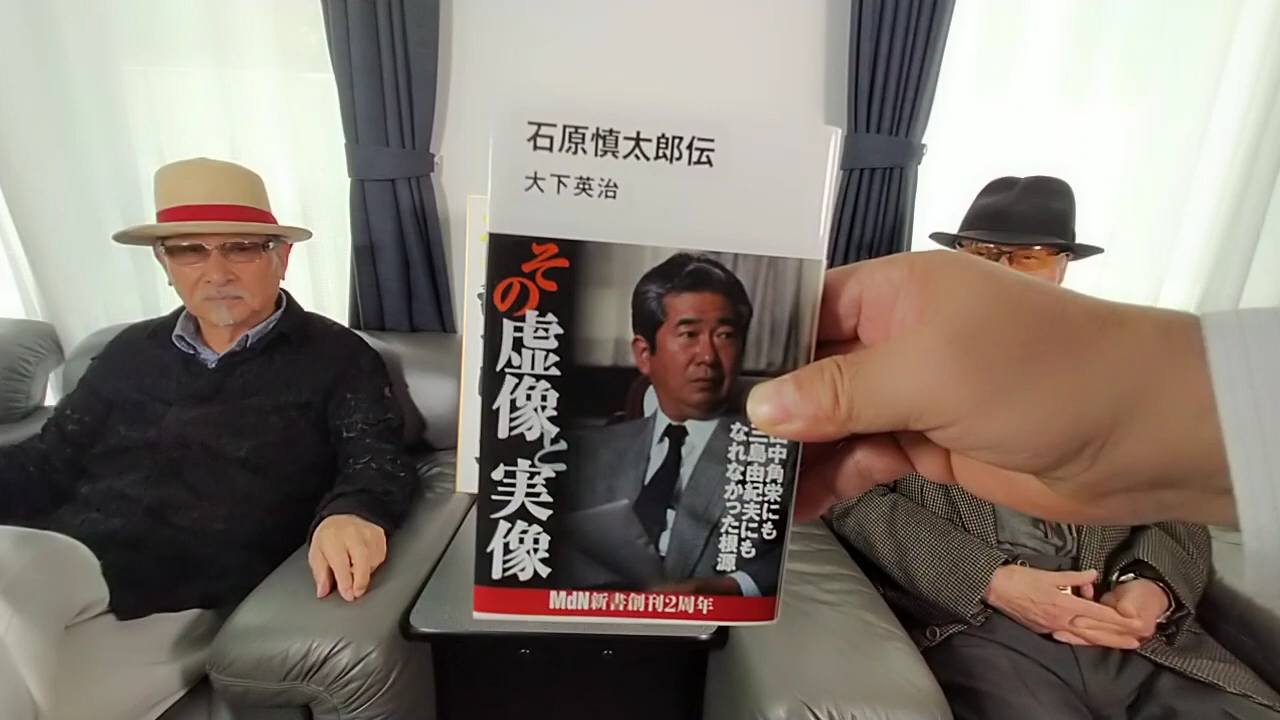 石原慎太郎伝
大下英治
その虚像と実像
田中角栄にも
三島由紀夫にも
なれなかった根源
MdN新書創刊2周年